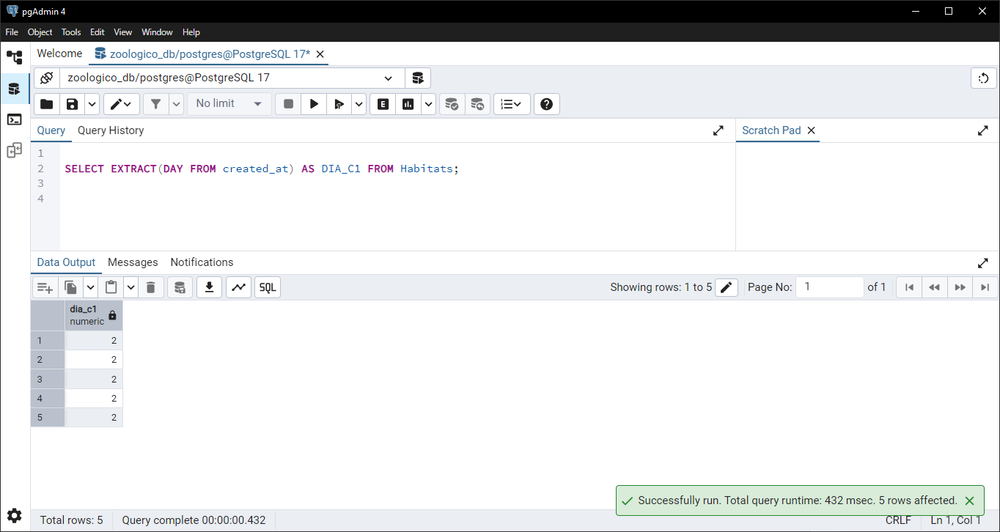 pgAdmin 4
File Object Tools Edit View Window Help
Welcome zoologico_db/postgres@PostgreSQL 17*
zoologico_db/postgres@PostgreSQL 17
No limit
E
Query Query History
Scratch Pad
1
2 SELECT EXTRACT(DAY FROM created_at) AS DIA_C1 FROM Habitats;
3
4
Data Output Messages Notifications
SQL Showing rows: 1 to 5 Page No: 1 of 1
dia_c1
numeric
1 2
2 2
3 2
4 2
5 2
Successfully run. Total query runtime: 432 msec. 5 rows affected.
Total rows: 5 Query complete 00:00:00.432 CRLF Ln 1, Col 1